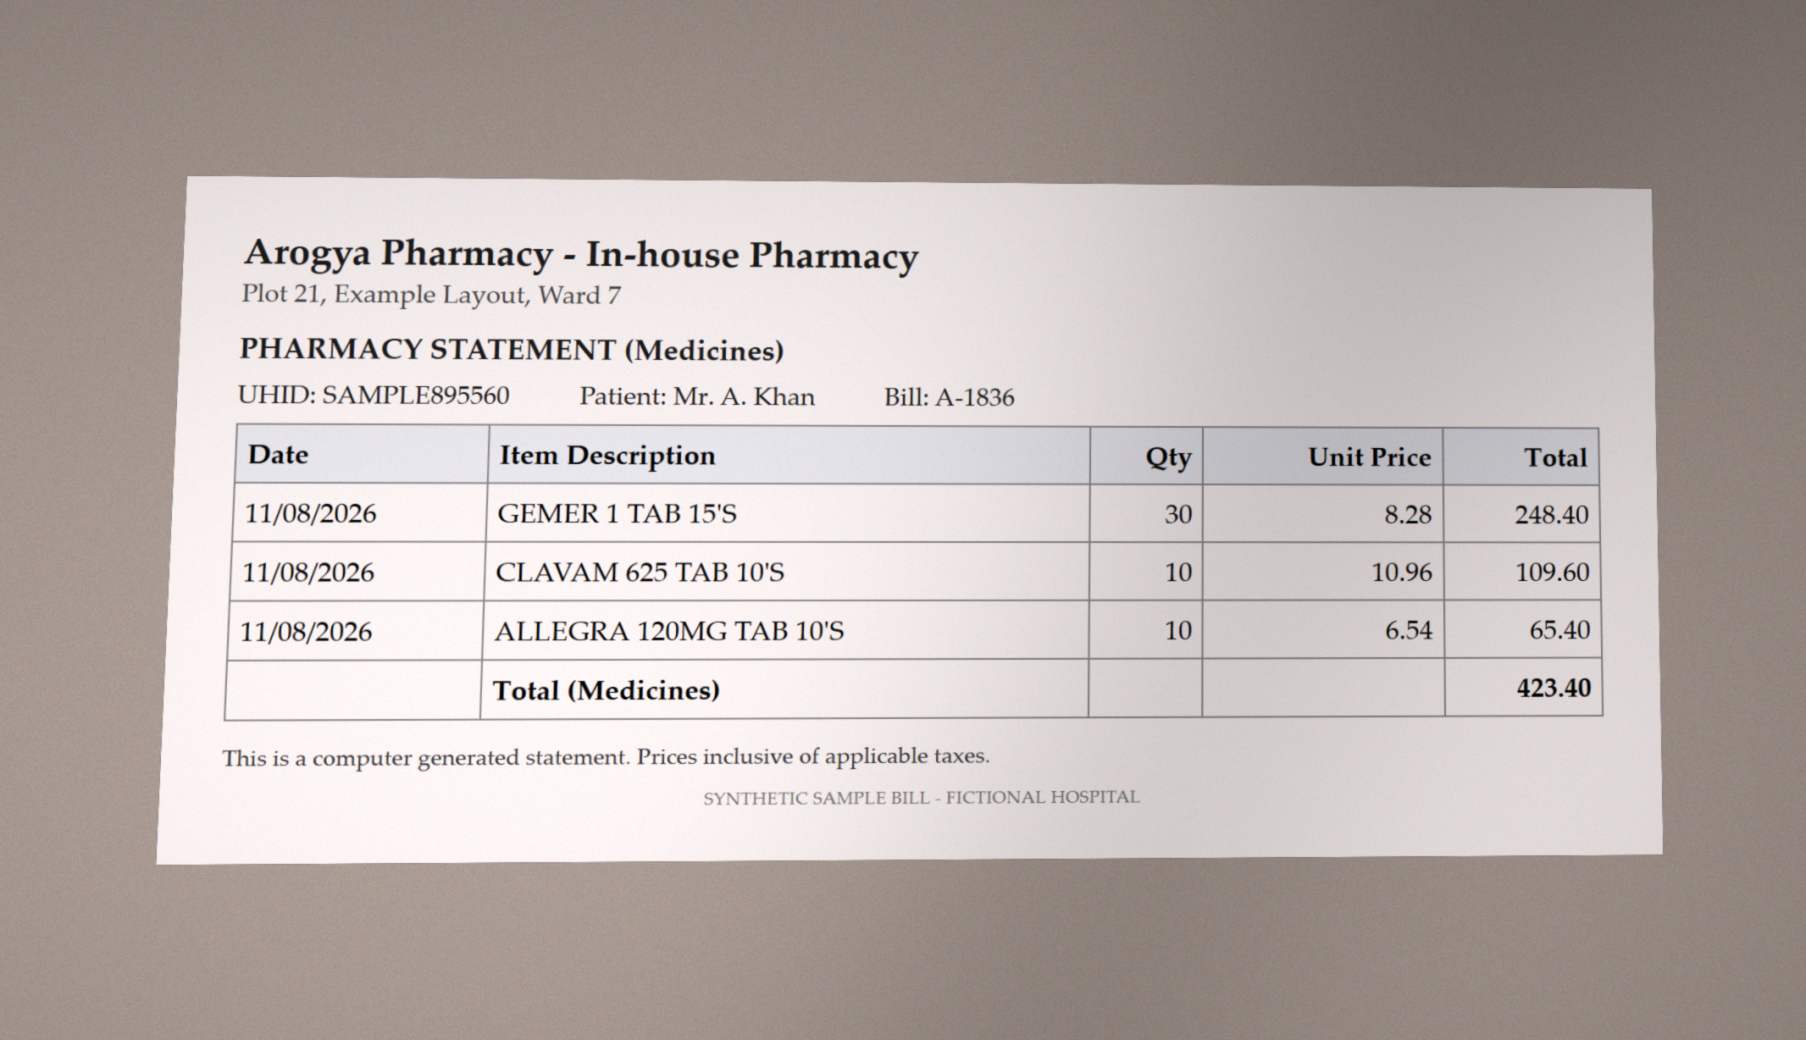 Arogya Pharmacy - In-house Pharmacy
Plot 21, Example Layout, Ward 7
PHARMACY STATEMENT (Medicines)
UHID: SAMPLE895560 Patient: Mr. A. Khan Bill: A-1836
Date Item Description Qty Unit Price Total
11/08/2026 GEMER 1 TAB 15'S 30 8.28 248.40
11/08/2026 CLAVAM 625 TAB 10'S 10 10.96 109.60
11/08/2026 ALLEGRA 120MG TAB 10'S 10 6.54 65.40
Total (Medicines) 423.40
This is a computer generated statement. Prices inclusive of applicable taxes.
SYNTHETIC SAMPLE BILL - FICTIONAL HOSPITAL